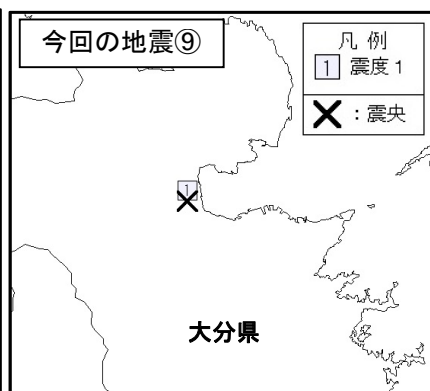 今回の地震⑨
凡 例
1 震度 1
✕ ：震央
1
大分県